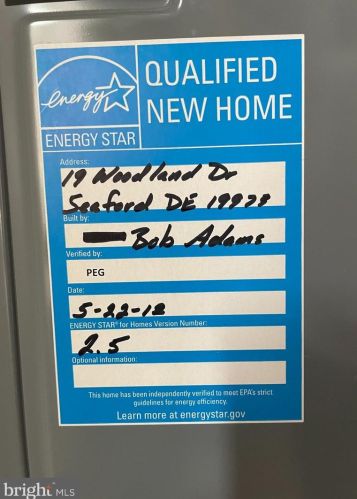 energy
ENERGY STAR
QUALIFIED
NEW HOME
Address:
19 Woodland Dr
Seaford DE 19973
Built by:
Bob Adams
Verified by:
PEG
Date:
5-22-12
ENERGY STAR® for Homes Version Number:
2.5
Optional information:
This home has been independently verified to meet EPA's strict
guidelines for energy efficiency.
Learn more at energystar.gov
bright MLS